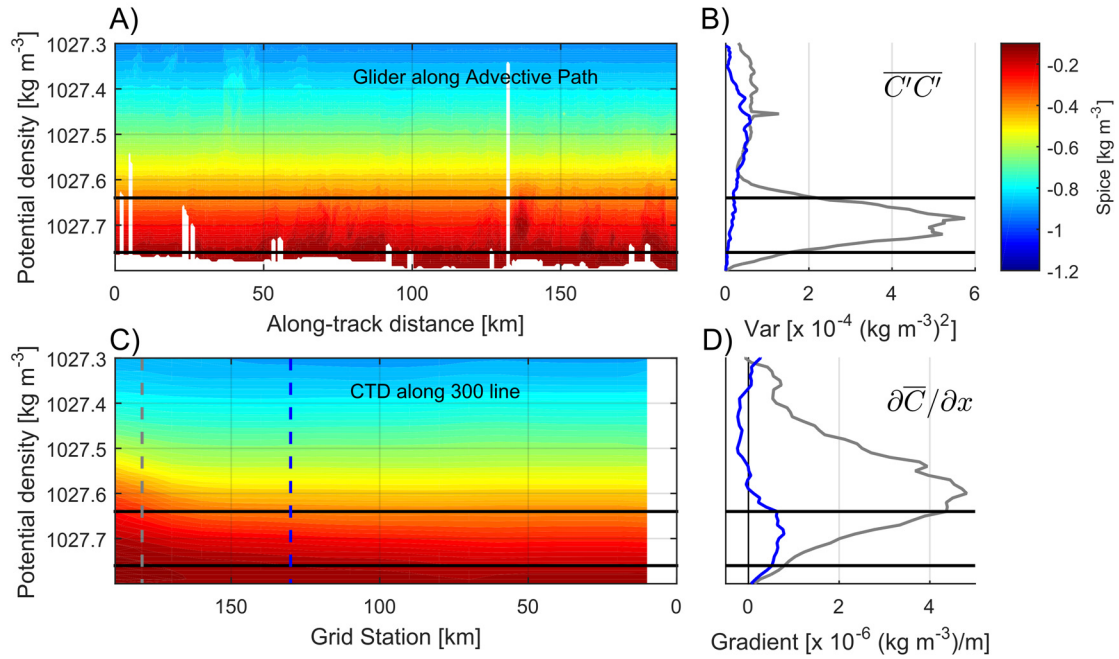 A)
Potential density [kg m⁻³]
1027.3
1027.4
1027.5
1027.6
1027.7
Glider along Advective Path
0 50 100 150
Along-track distance [km]
B)
C'C'
0 2 4 6
Var [x 10⁻⁴ (kg m⁻³)²]
-0.2
-0.4
-0.6
-0.8
-1
-1.2
Spice [kg m⁻³]
C)
Potential density [kg m⁻³]
1027.3
1027.4
1027.5
1027.6
1027.7
CTD along 300 line
150 100 50 0
Grid Station [km]
D)
∂C̅/∂x
0 2 4
Gradient [x 10⁻⁶ (kg m⁻³)/m]